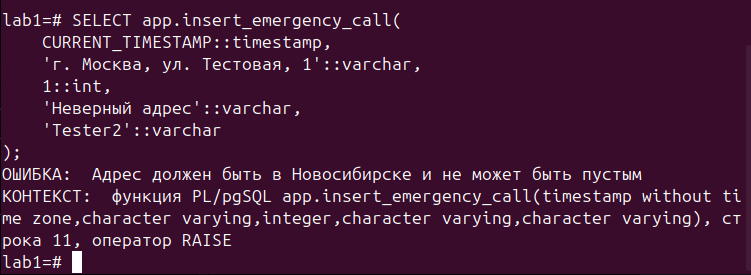 lab1=# SELECT app.insert_emergency_call(
    CURRENT_TIMESTAMP::timestamp,
    'г. Москва, ул. Тестовая, 1'::varchar,
    1::int,
    'Неверный адрес'::varchar,
    'Tester2'::varchar
);
ОШИБКА:  Адрес должен быть в Новосибирске и не может быть пустым
КОНТЕКСТ:  функция PL/pgSQL app.insert_emergency_call(timestamp without ti
me zone,character varying,integer,character varying,character varying), ст
рока 11, оператор RAISE
lab1=#